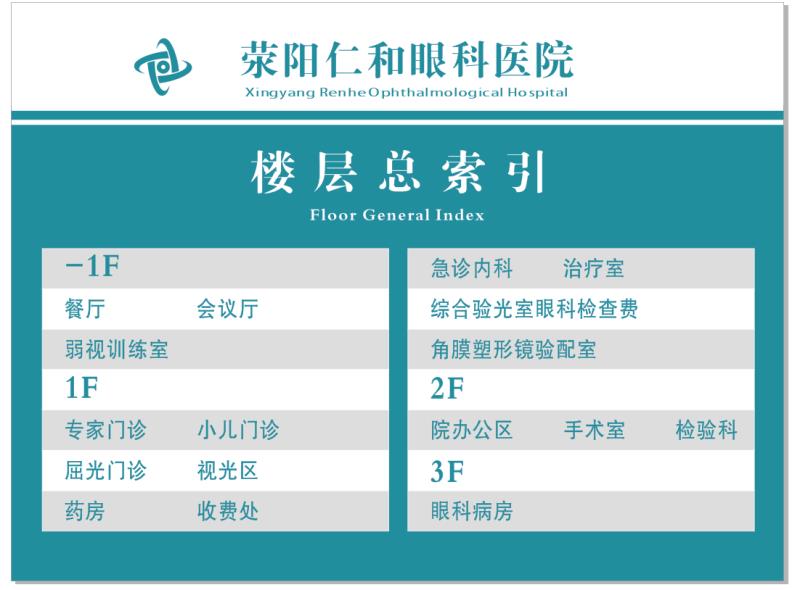 荥阳仁和眼科医院
Xingyang Renhe Ophthalmological Hospital
楼层总索引
Floor General Index
-1F
餐厅 会议厅
弱视训练室
1F
专家门诊 小儿门诊
屈光门诊 视光区
药房 收费处
急诊内科 治疗室
综合验光室眼科检查费
角膜塑形镜验配室
2F
院办公区 手术室 检验科
3F
眼科病房